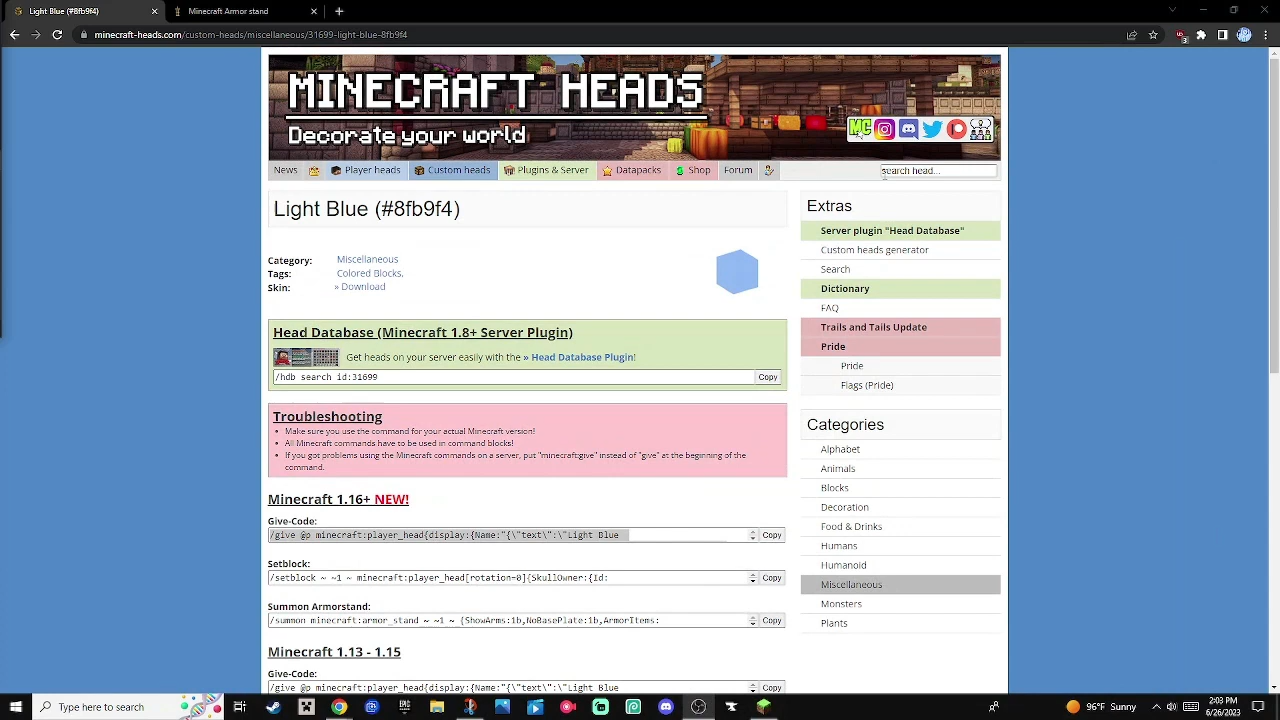 Light Blue (#8fb9f4)
Minecraft Armor stand
minecraft-heads.com/custom-heads/miscellaneous/31699-light-blue-8fb9f4
MINECRAFT HEADS
Decorate your world
MC
News
Player heads
Custom heads
Plugins & Server
Datapacks
Shop
Forum
search head...
Light Blue (#8fb9f4)
Category: Miscellaneous
Tags: Colored Blocks,
Skin: » Download
Head Database (Minecraft 1.8+ Server Plugin)
Get heads on your server easily with the » Head Database Plugin!
/hdb search id:31699
Copy
Troubleshooting
Make sure you use the command for your actual Minecraft version!
All Minecraft commands have to be used in command blocks!
If you got problems using the Minecraft commands on a server, put "minecraft:give" instead of "give" at the beginning of the
command.
Minecraft 1.16+ NEW!
Give-Code:
/give @p minecraft:player_head{display:{Name:"{\"text\":\"Light Blue
Copy
Setblock:
/setblock ~ ~1 ~ minecraft:player_head[rotation=0]{SkullOwner:{Id:
Copy
Summon Armorstand:
/summon minecraft:armor_stand ~ ~1 ~ {ShowArms:1b,NoBasePlate:1b,ArmorItems:
Copy
Minecraft 1.13 - 1.15
Give-Code:
/give @p minecraft:player_head{display:{Name:"{\"text\":\"Light Blue
Copy
Extras
Server plugin "Head Database"
Custom heads generator
Search
Dictionary
FAQ
Trails and Tails Update
Pride
Pride
Flags (Pride)
Categories
Alphabet
Animals
Blocks
Decoration
Food & Drinks
Humans
Humanoid
Miscellaneous
Monsters
Plants
Type here to search
96°F Sunny
2:03 PM
6/26/2023